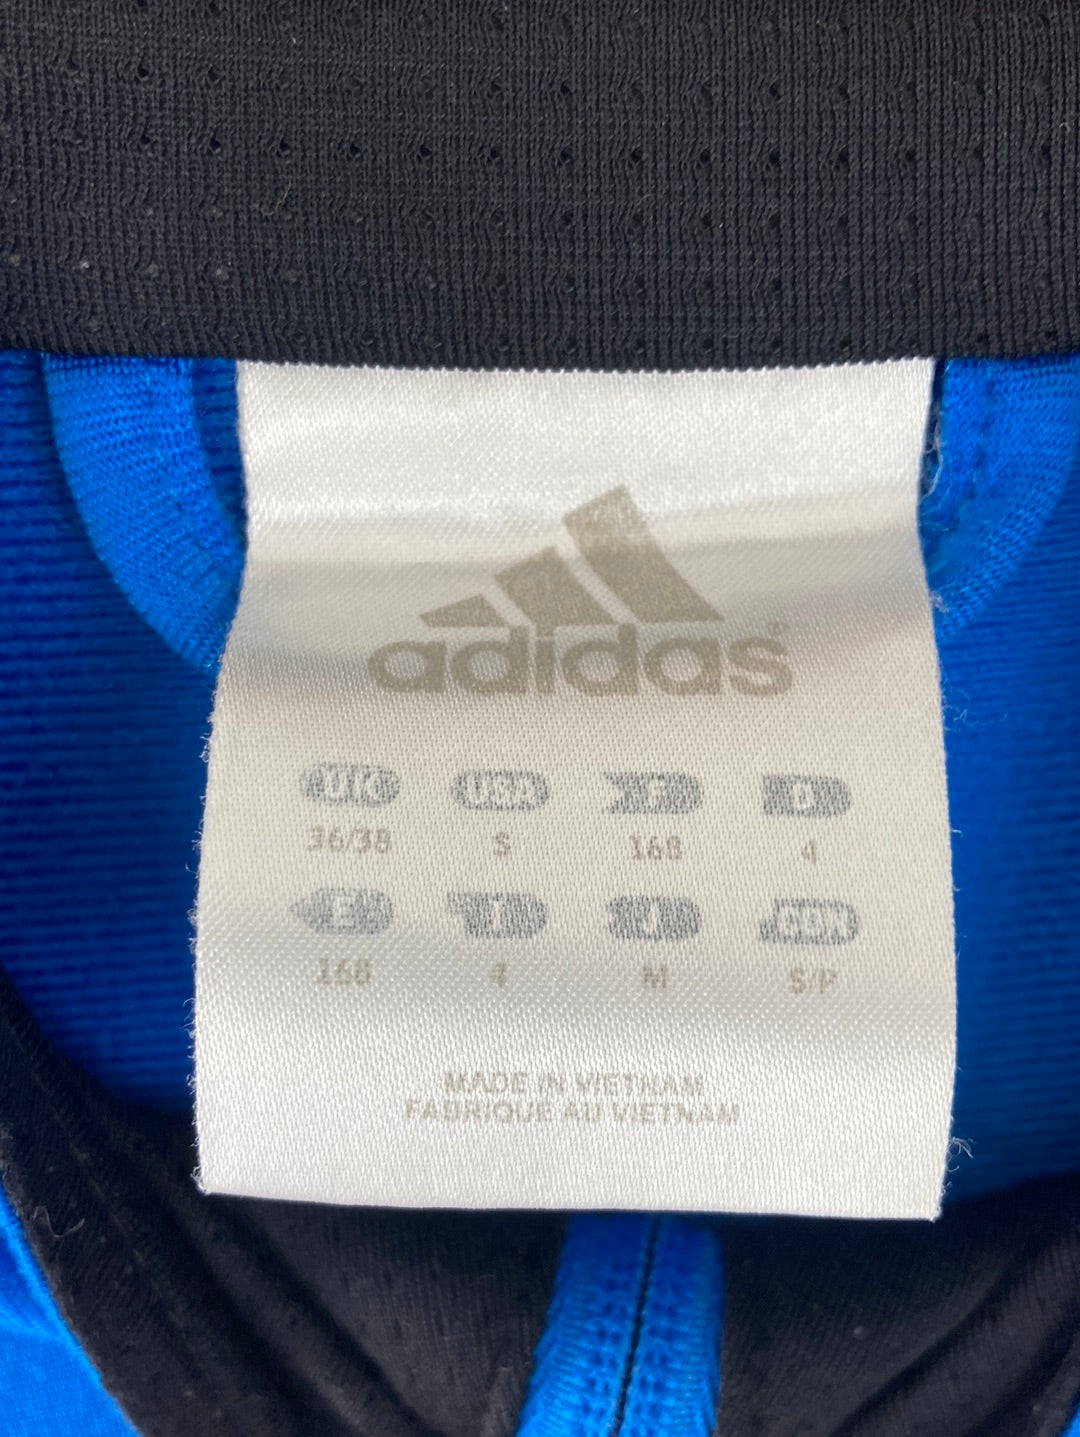 adidas®
UK USA F D
36/38 S 168 4
E I J CDN
168 4 M S/P
MADE IN VIETNAM
FABRIQUE AU VIETNAM